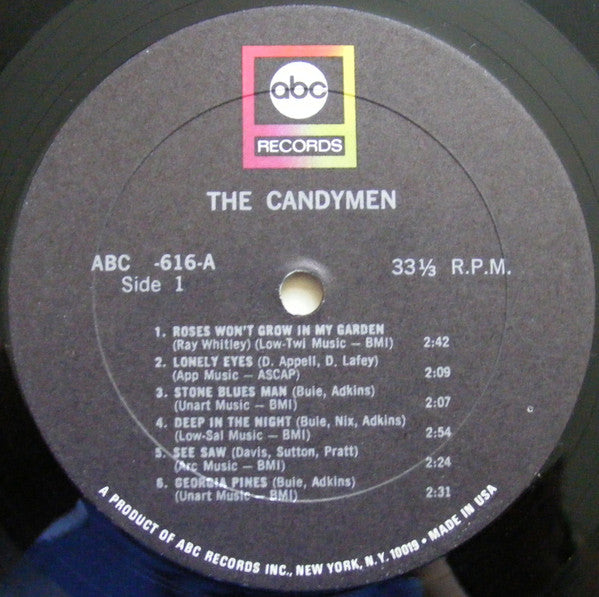 abc
RECORDS
THE CANDYMEN
ABC -616-A
Side 1
33⅓ R.P.M.
1. ROSES WON'T GROW IN MY GARDEN
(Ray Whitley) (Low-Twi Music — BMI) 2:42
2. LONELY EYES (D. Appell, D. Lafey)
(App Music — ASCAP) 2:09
3. STONE BLUES MAN (Buie, Adkins)
(Unart Music — BMI) 2:07
4. DEEP IN THE NIGHT (Buie, Nix, Adkins)
(Low-Sal Music — BMI) 2:54
5. SEE SAW (Davis, Sutton, Pratt)
(Arc Music — BMI) 2:24
6. GEORGIA PINES (Buie, Adkins)
(Unart Music — BMI) 2:31
A PRODUCT OF ABC RECORDS INC., NEW YORK, N.Y. 10019 • MADE IN USA